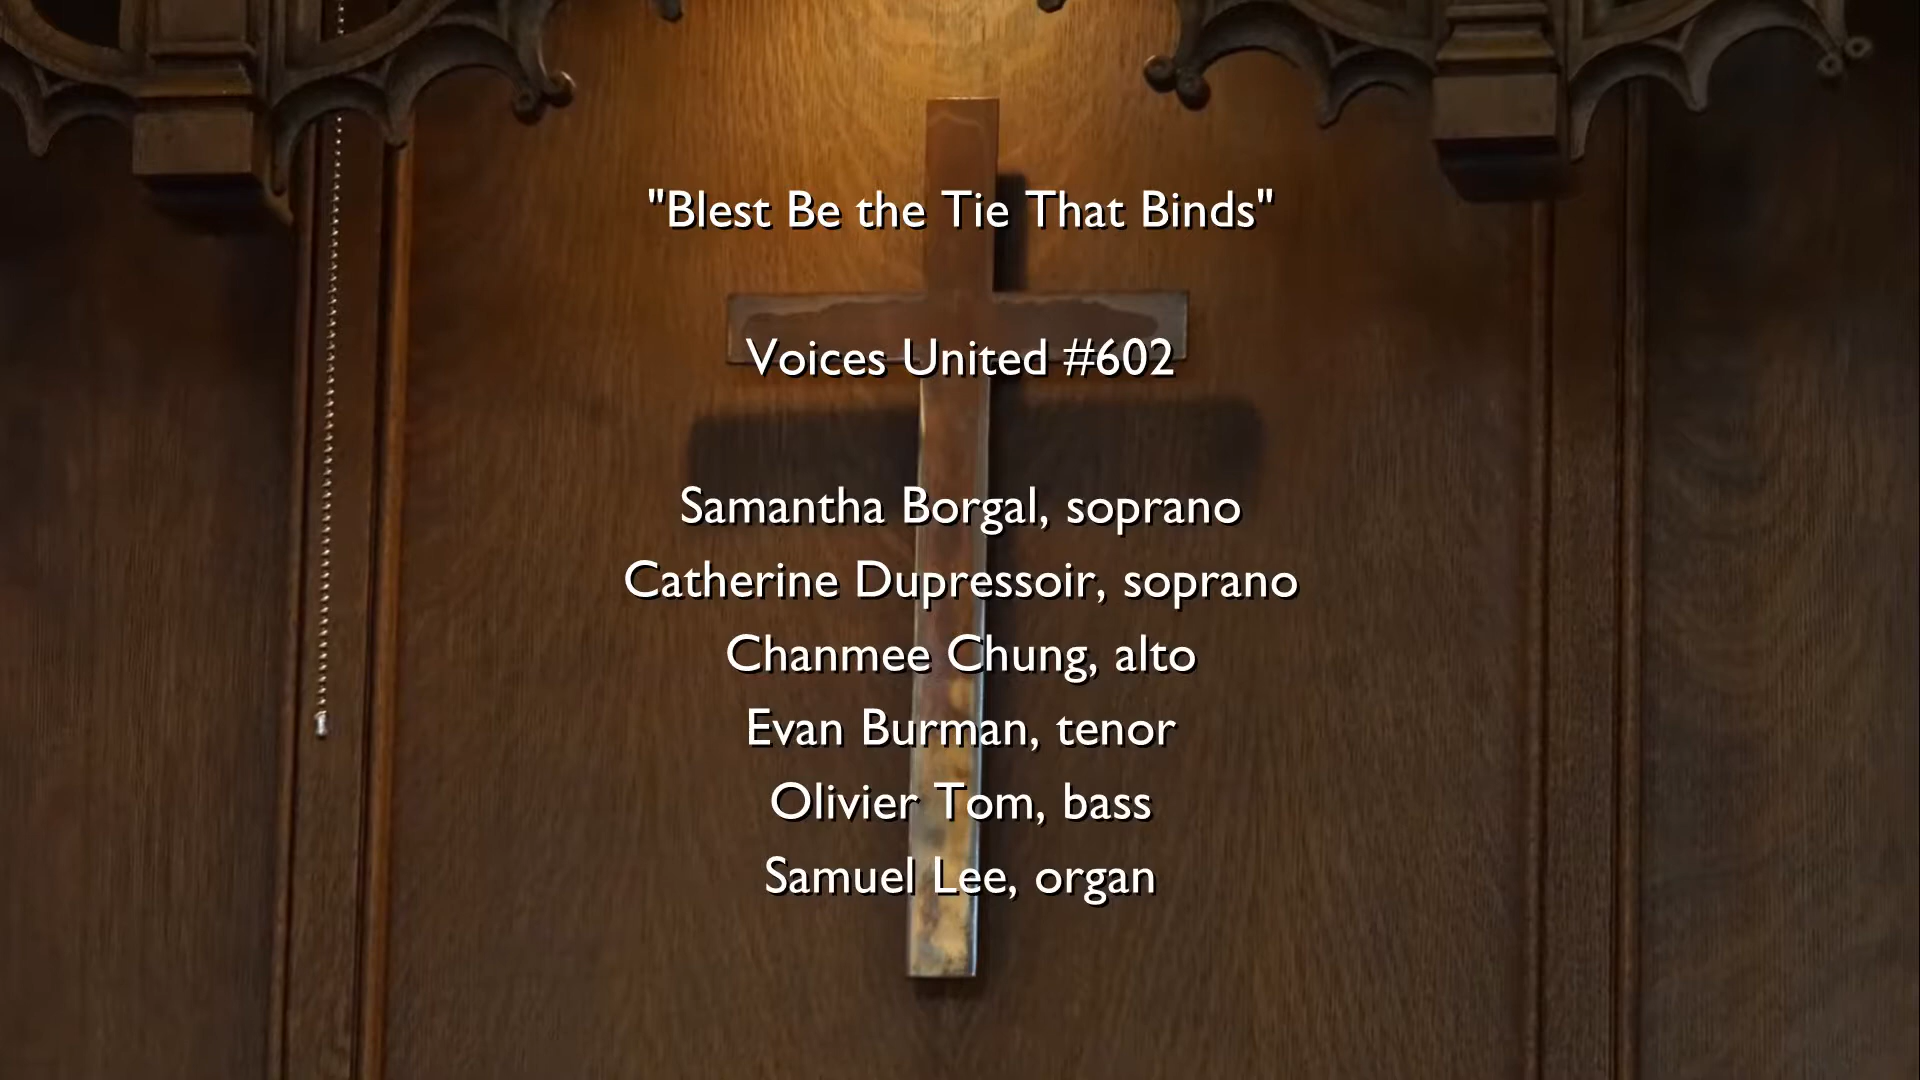 "Blest Be the Tie That Binds"
Voices United #602
Samantha Borgal, soprano
Catherine Dupressoir, soprano
Chanmee Chung, alto
Evan Burman, tenor
Olivier Tom, bass
Samuel Lee, organ